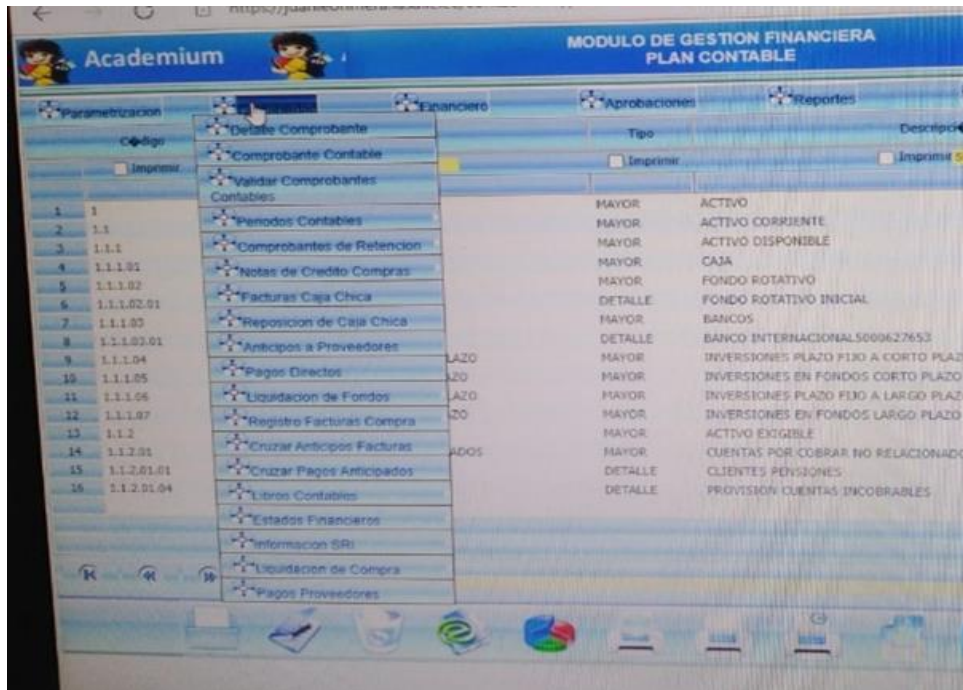 Academium
MODULO DE GESTION FINANCIERA
PLAN CONTABLE
Parametrizacion
Financiero
Aprobaciones
Reportes
C�digo
Tipo
Imprimir
Imprimir
Imprimir
Detalle Comprobante
Comprobante Contable
Validar Comprobantes
Contables
Periodos Contables
Comprobantes de Retencion
Notas de Credito Compras
Facturas Caja Chica
Reposicion de Caja Chica
Anticipos a Proveedores
Pagos Directos
Liquidacion de Fondos
Registro Facturas Compra
Cruzar Anticipos Facturas
Cruzar Pagos Anticipados
Libros Contables
Estados Financieros
Informacion SRI
Liquidacion de Compra
Pagos Proveedores
1 1 MAYOR ACTIVO
2 1.1 MAYOR ACTIVO CORRIENTE
3 1.1.1 MAYOR ACTIVO DISPONIBLE
4 1.1.1.01 MAYOR CAJA
5 1.1.1.02 MAYOR FONDO ROTATIVO
6 1.1.1.02.01 DETALLE FONDO ROTATIVO INICIAL
7 1.1.1.03 MAYOR BANCOS
8 1.1.1.03.01 DETALLE BANCO INTERNACIONAL5000627653
9 1.1.1.04 LAZO MAYOR INVERSIONES PLAZO FIJO A CORTO PLAZ
10 1.1.1.05 AZO MAYOR INVERSIONES EN FONDOS CORTO PLAZO
11 1.1.1.06 LAZO MAYOR INVERSIONES PLAZO FIJO A LARGO PLAZ
12 1.1.1.07 ZO MAYOR INVERSIONES EN FONDOS LARGO PLAZO
13 1.1.2 MAYOR ACTIVO EXIGIBLE
14 1.1.2.01 ADOS MAYOR CUENTAS POR COBRAR NO RELACIONADO
15 1.1.2.01.01 DETALLE CLIENTES PENSIONES
16 1.1.2.01.04 DETALLE PROVISION CUENTAS INCOBRABLES